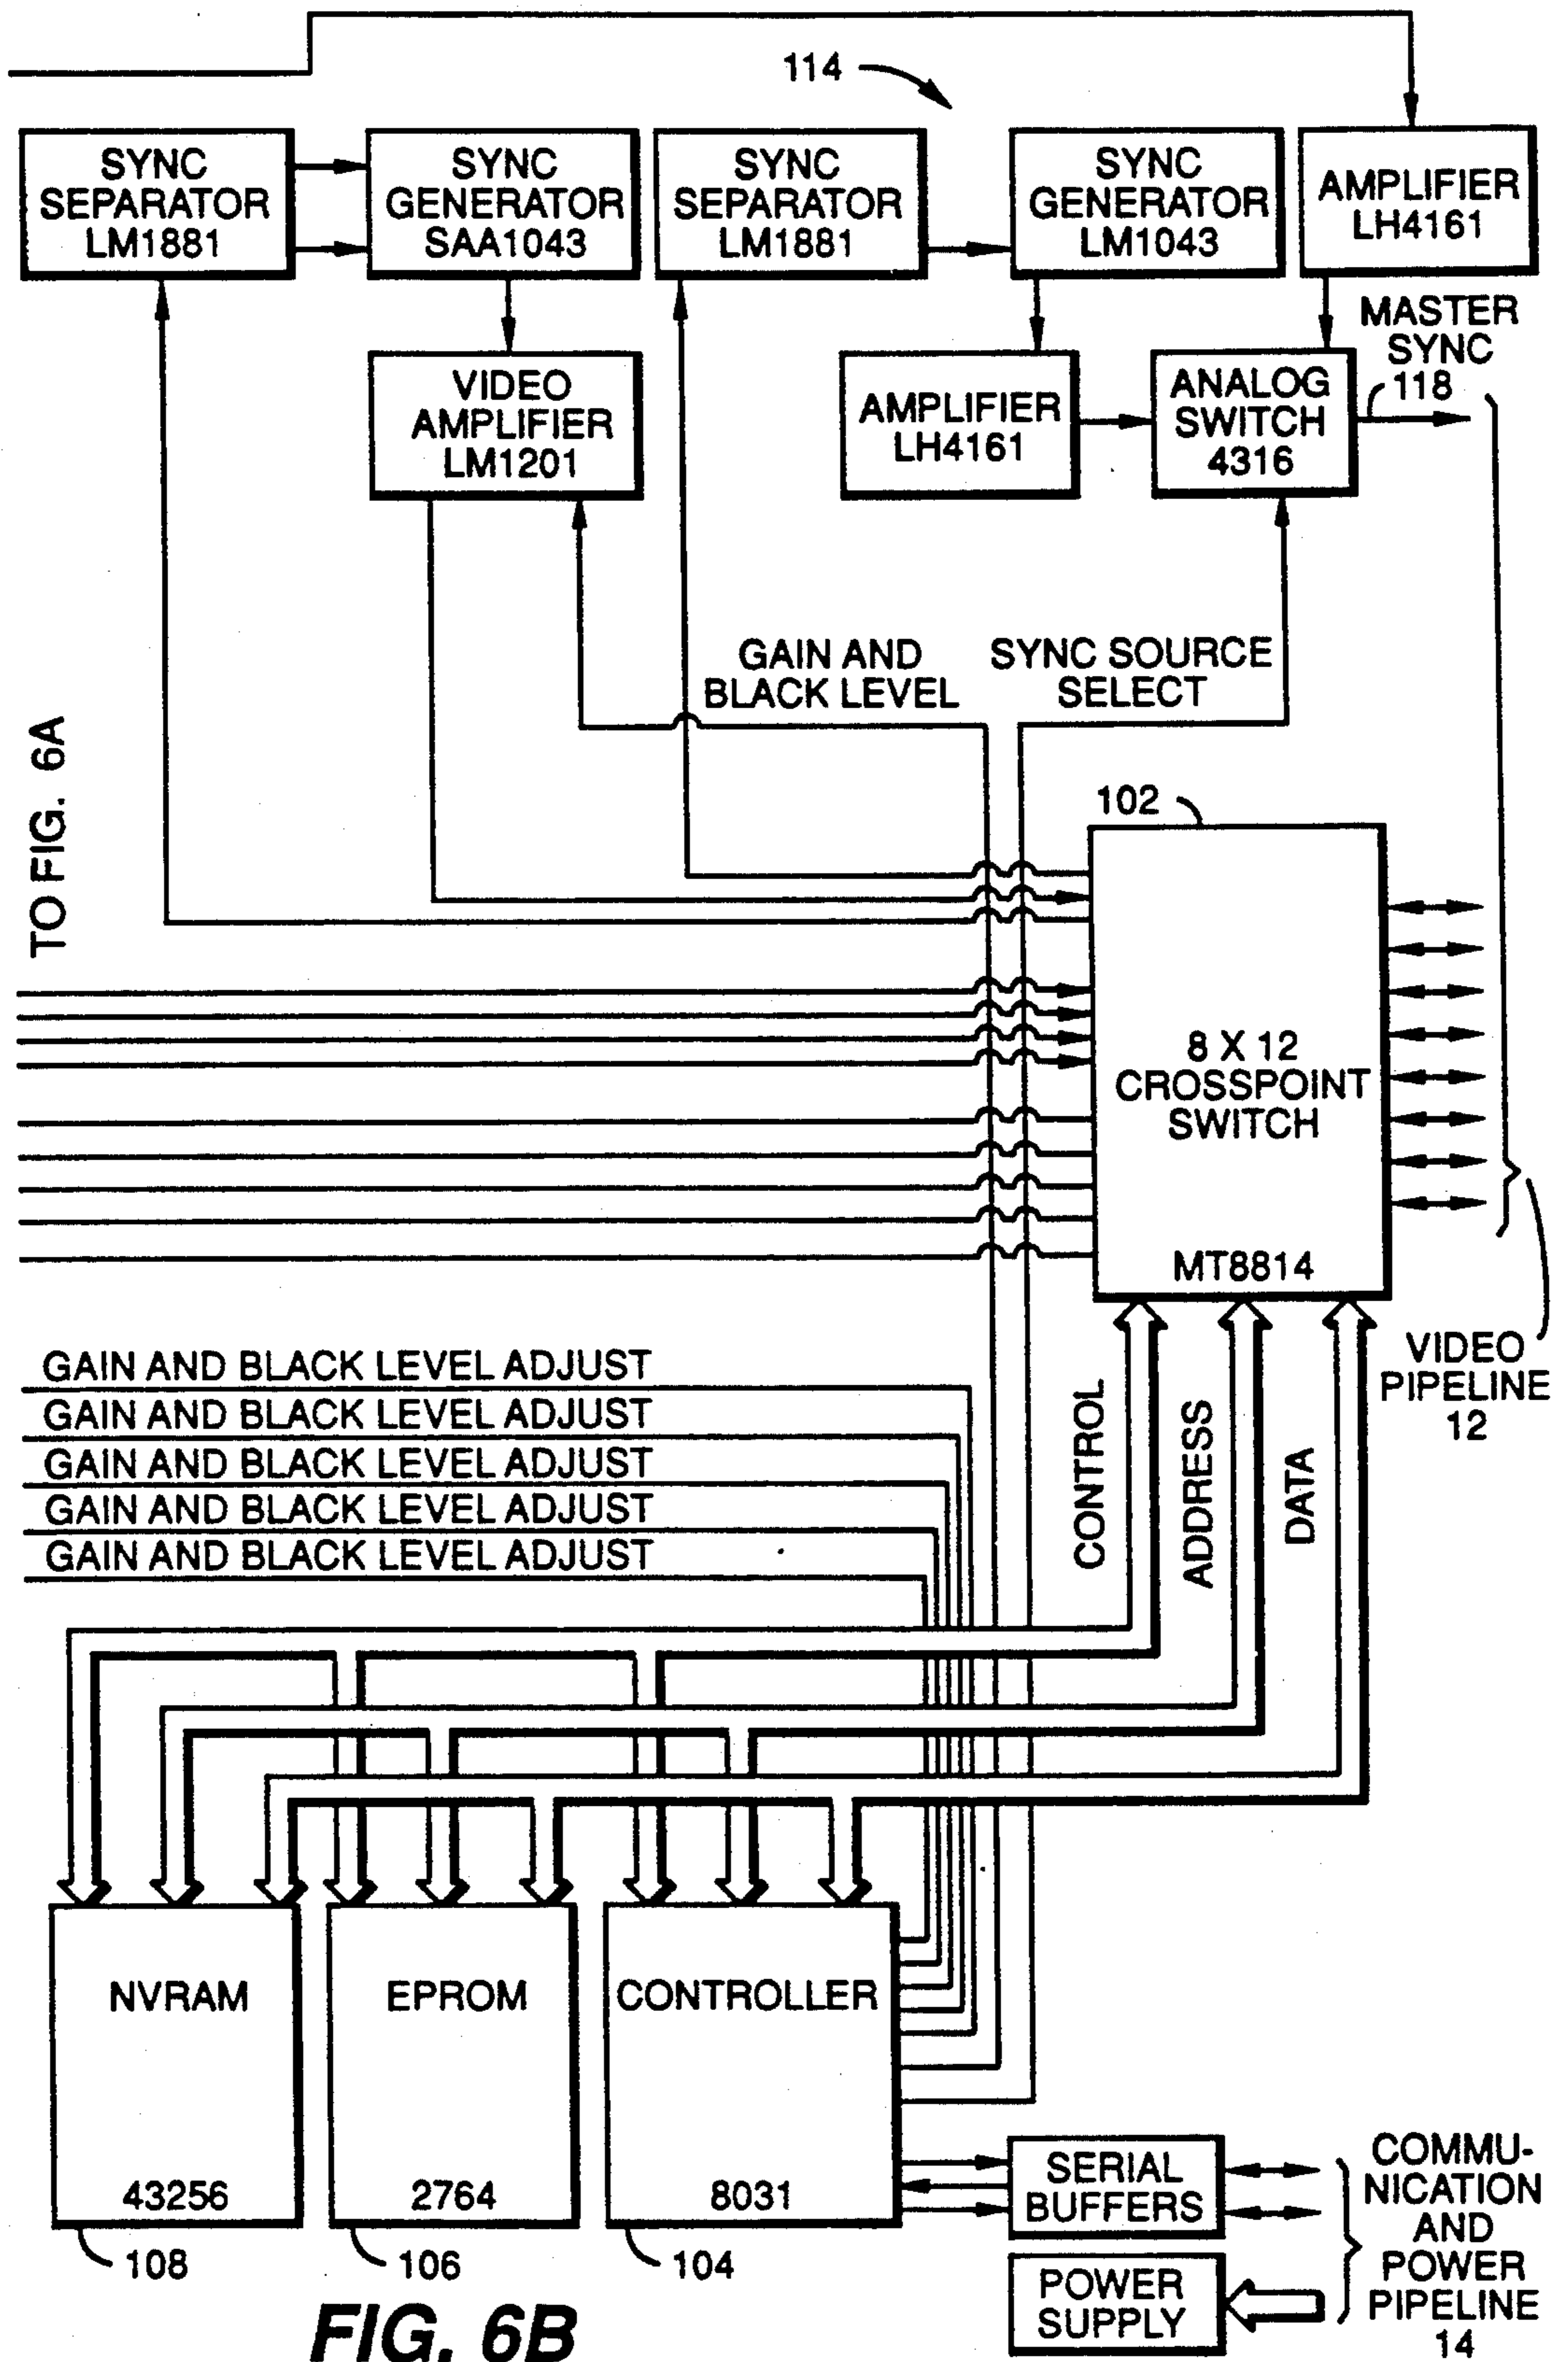 114
SYNC
SEPARATOR
LM1881
SYNC
GENERATOR
SAA1043
SYNC
SEPARATOR
LM1881
SYNC
GENERATOR
LM1043
AMPLIFIER
LH4161
MASTER
SYNC
118
VIDEO
AMPLIFIER
LM1201
AMPLIFIER
LH4161
ANALOG
SWITCH
4316
GAIN AND
BLACK LEVEL
SYNC SOURCE
SELECT
TO FIG. 6A
102
8 X 12
CROSSPOINT
SWITCH
MT8814
VIDEO
PIPELINE
12
GAIN AND BLACK LEVEL ADJUST
GAIN AND BLACK LEVEL ADJUST
GAIN AND BLACK LEVEL ADJUST
GAIN AND BLACK LEVEL ADJUST
GAIN AND BLACK LEVEL ADJUST
CONTROL
ADDRESS
DATA
NVRAM
43256
EPROM
2764
CONTROLLER
8031
SERIAL
BUFFERS
POWER
SUPPLY
COMMU-
NICATION
AND
POWER
PIPELINE
14
108
106
104
FIG. 6B